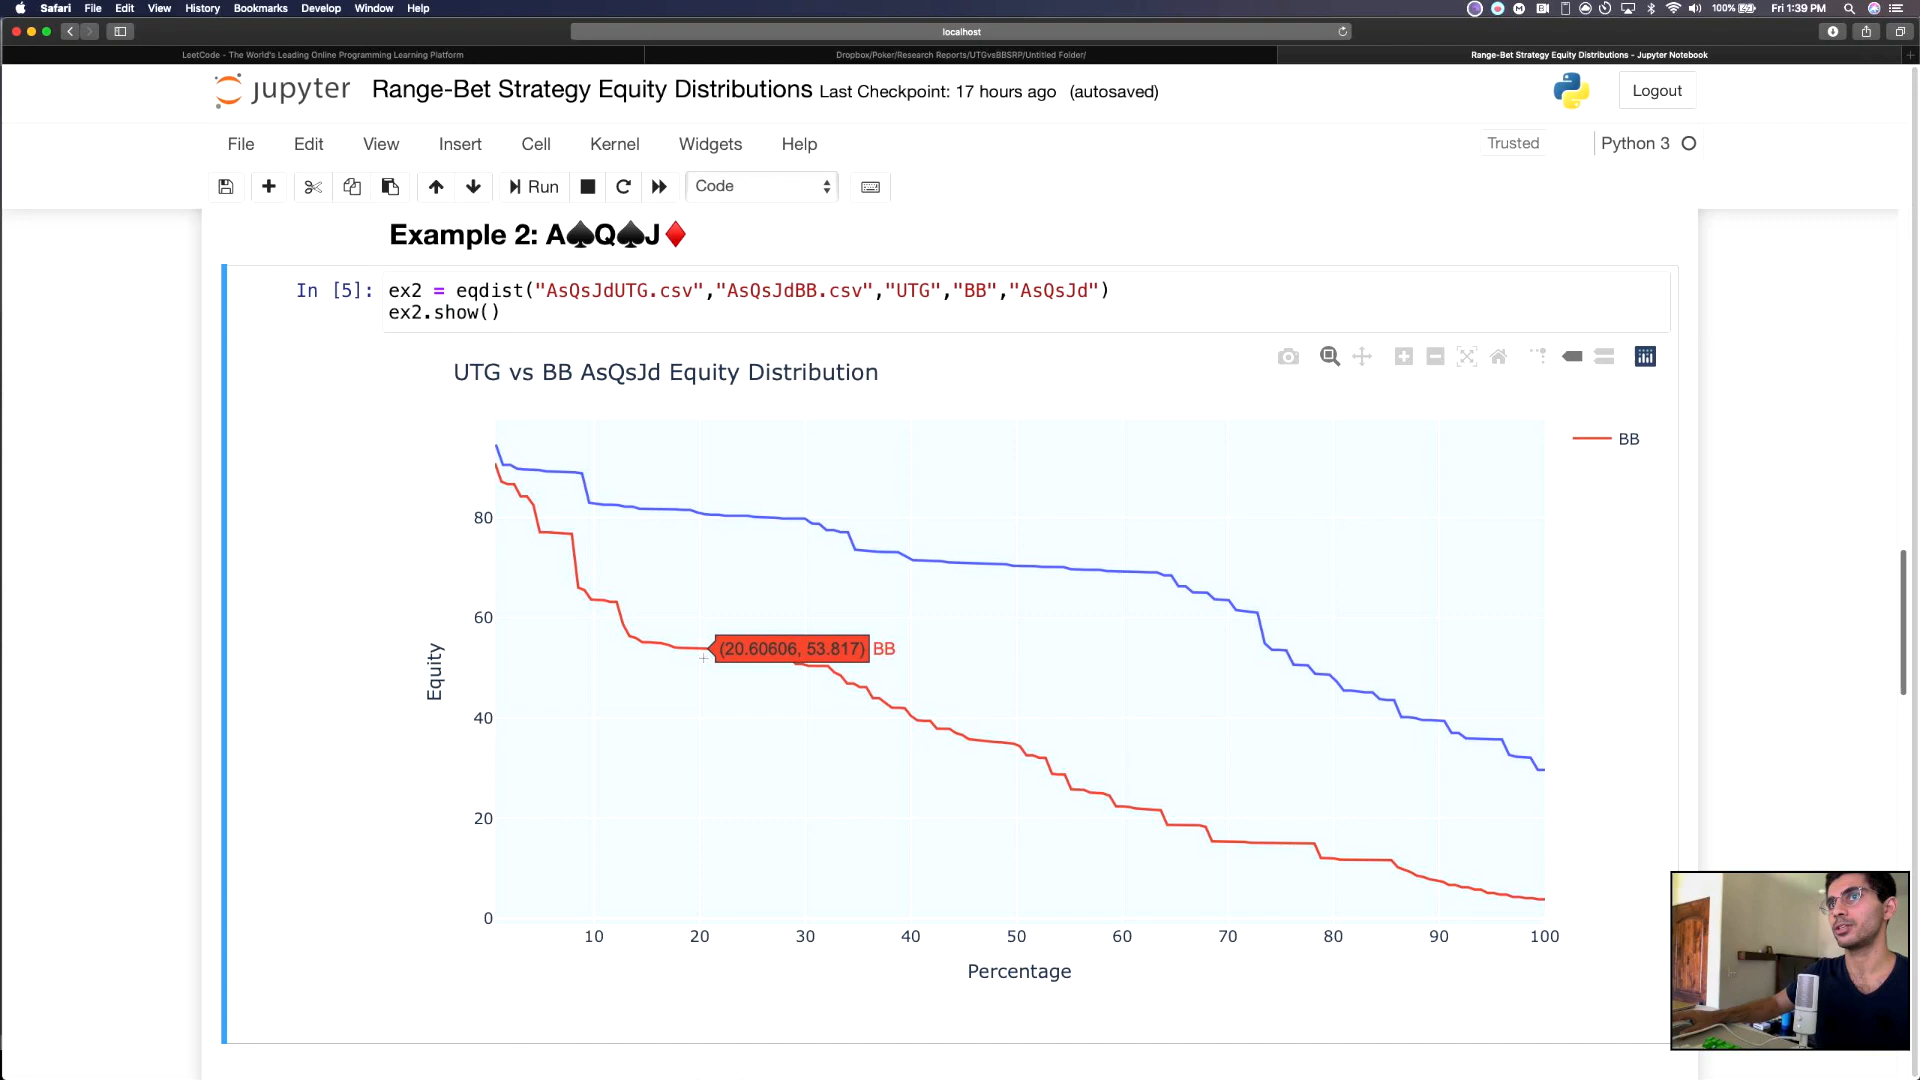 Safari File Edit View History Bookmarks Develop Window Help 100% Fri 1:39 PM
localhost
LeetCode - The World's Leading Online Programming Learning Platform
Dropbox/Poker/Research Reports/UTGvsBBSRP/Untitled Folder/
Range-Bet Strategy Equity Distributions - Jupyter Notebook
jupyter Range-Bet Strategy Equity Distributions Last Checkpoint: 17 hours ago (autosaved)
Logout
File Edit View Insert Cell Kernel Widgets Help
Trusted Python 3
Run Code
Example 2: A♠Q♠J♦
In [5]: ex2 = eqdist("AsQsJdUTG.csv","AsQsJdBB.csv","UTG","BB","AsQsJd")
ex2.show()
UTG vs BB AsQsJd Equity Distribution
BB
80
60
40
20
0
Equity
(20.60606, 53.817) BB
10 20 30 40 50 60 70 80 90 100
Percentage